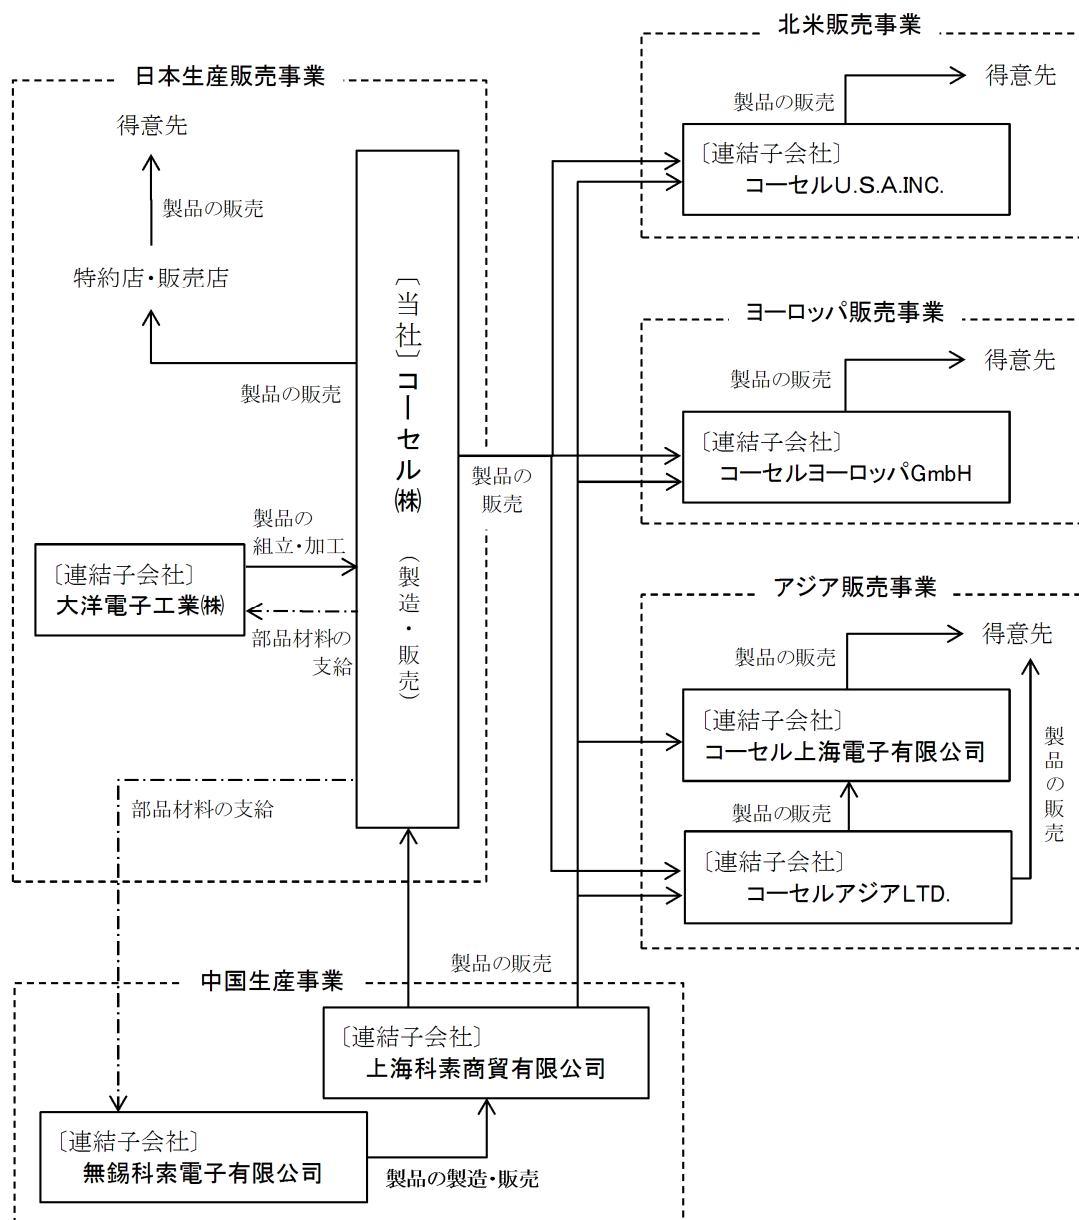 日本生産販売事業
得意先
製品の販売
特約店・販売店
製品の販売
〔当社〕コーセル㈱ （製造・販売）
製品の
組立・加工
〔連結子会社〕
大洋電子工業㈱
部品材料の
支給
部品材料の支給
製品の
販売
北米販売事業
得意先
製品の販売
〔連結子会社〕
コーセルU.S.A.INC.
ヨーロッパ販売事業
得意先
製品の販売
〔連結子会社〕
コーセルヨーロッパGmbH
アジア販売事業
得意先
製品の販売
〔連結子会社〕
コーセル上海電子有限公司
製品の販売
製品の販売
〔連結子会社〕
コーセルアジアLTD.
製品の販売
中国生産事業
〔連結子会社〕
上海科素商貿有限公司
〔連結子会社〕
無錫科索電子有限公司
製品の製造・販売